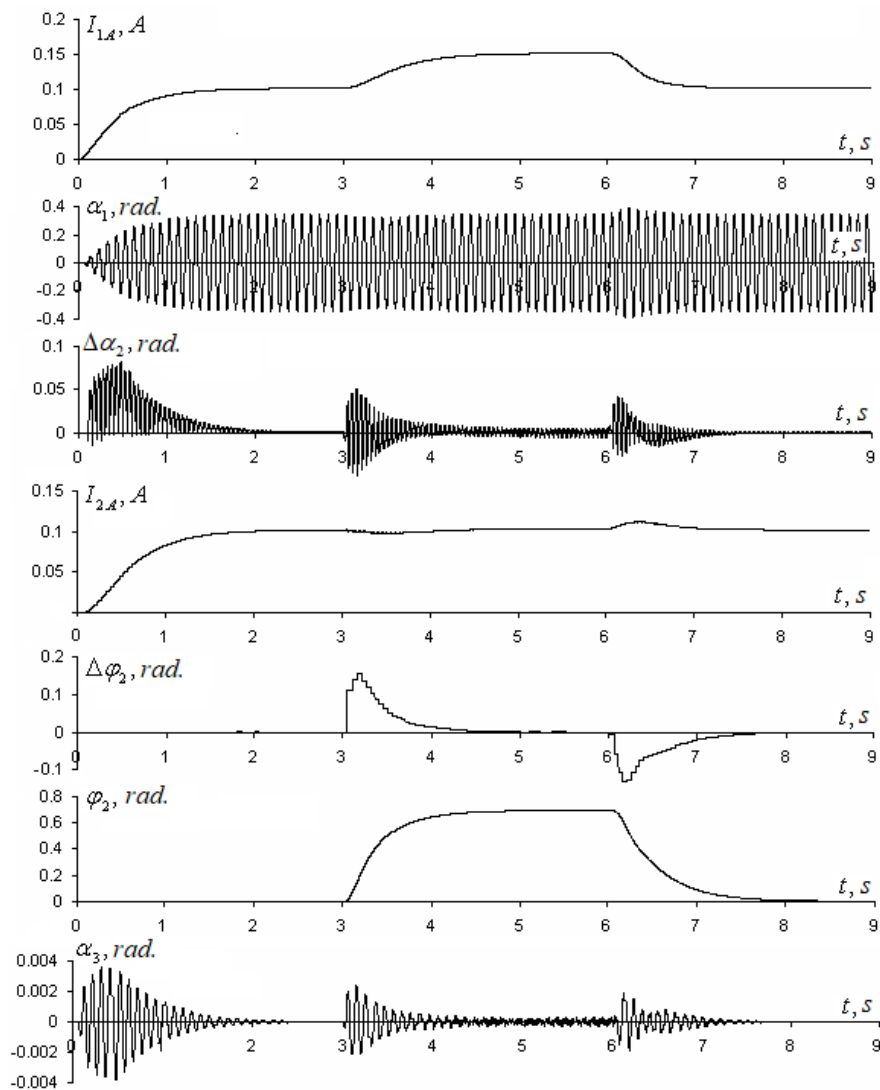 0.2
I₁A, A
0.15
0.1
0.05
0
t, s
0 1 2 3 4 5 6 7 8 9
0.4
α₁, rad.
0.2
0
t, s
-0.2
0 1 2 3 4 5 6 7 8 9
-0.4
0.1
Δα₂, rad.
0.05
0
t, s
0 1 2 3 4 5 6 7 8 9
0.15
I₂A, A
0.1
0.05
t, s
0 1 2 3 4 5 6 7 8 9
0.2
Δφ₂, rad.
0.1
0
t, s
-0.1
0 1 2 3 4 5 6 7 8 9
0.8
φ₂, rad.
0.6
0.4
0.2
0
t, s
0 1 2 3 4 5 6 7 8 9
0.004
α₃, rad.
0.002
0
t, s
-0.002
0 1 2 3 4 5 6 7 8 9
-0.004